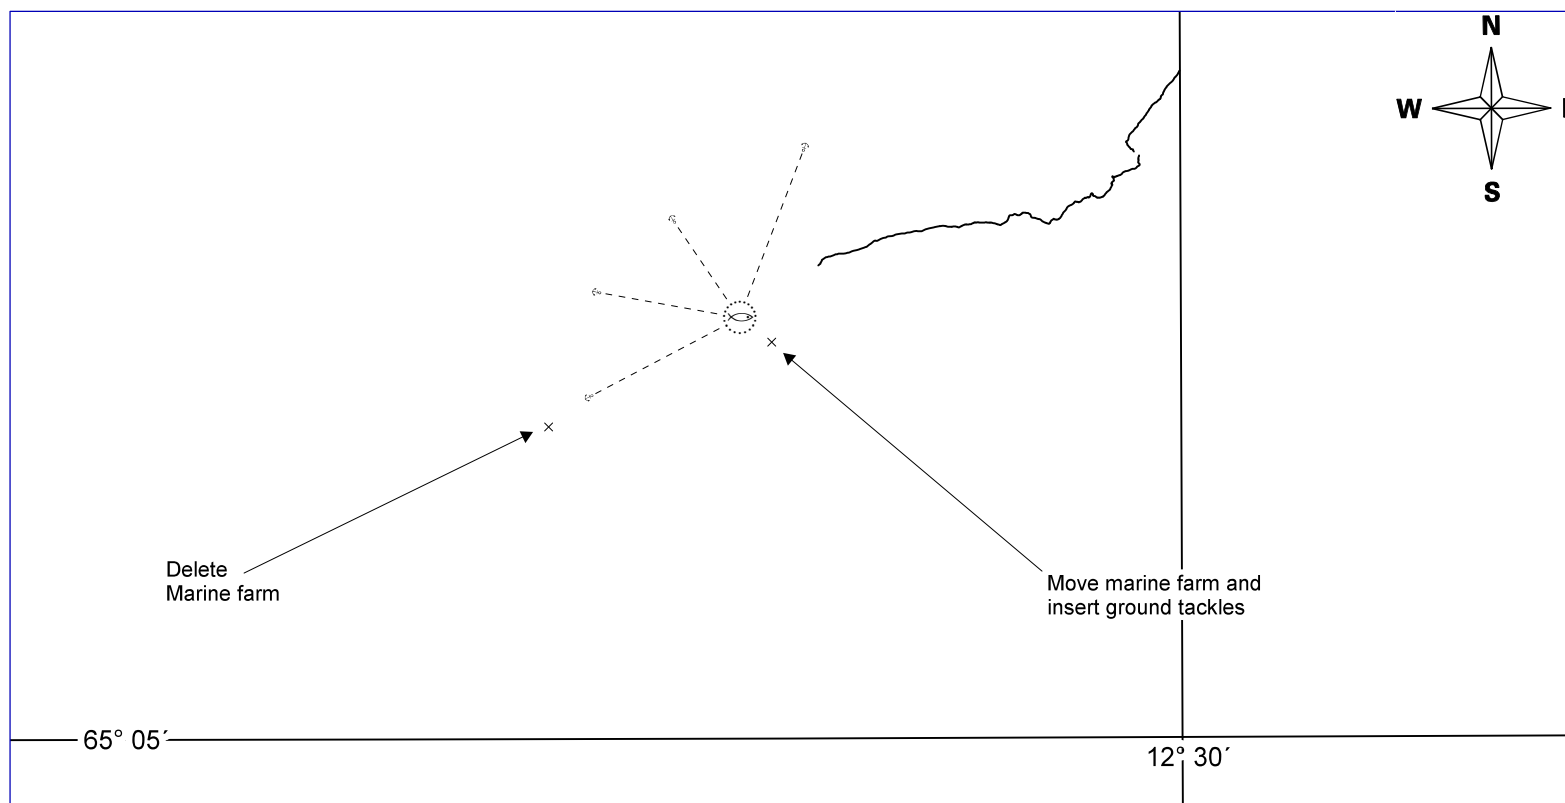 N
W
S
Delete
Marine farm
Move marine farm and
insert ground tackles
65° 05´
12° 30´